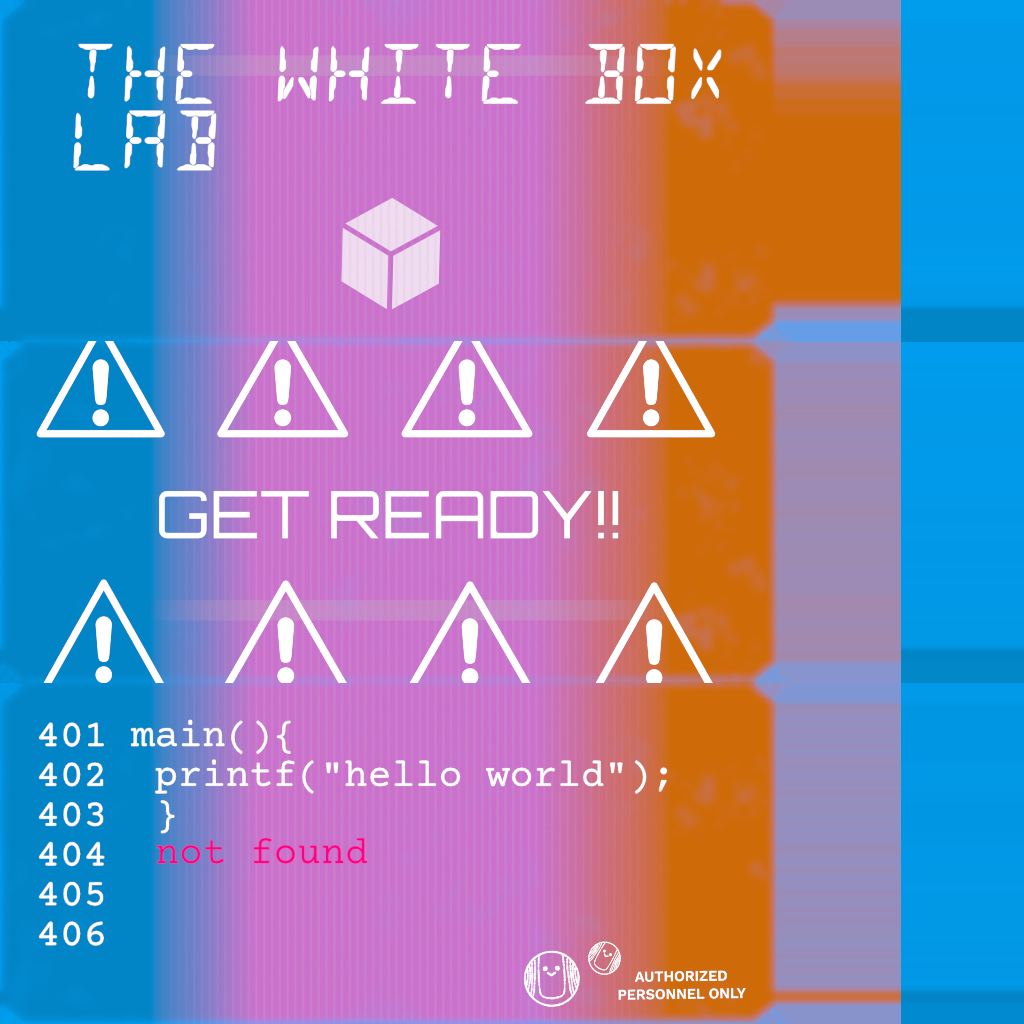 THE WHITE BOX
LAB
GET READY!!
401 main(){
402 printf("hello world");
403 }
404 not found
405
406
AUTHORIZED
PERSONNEL ONLY